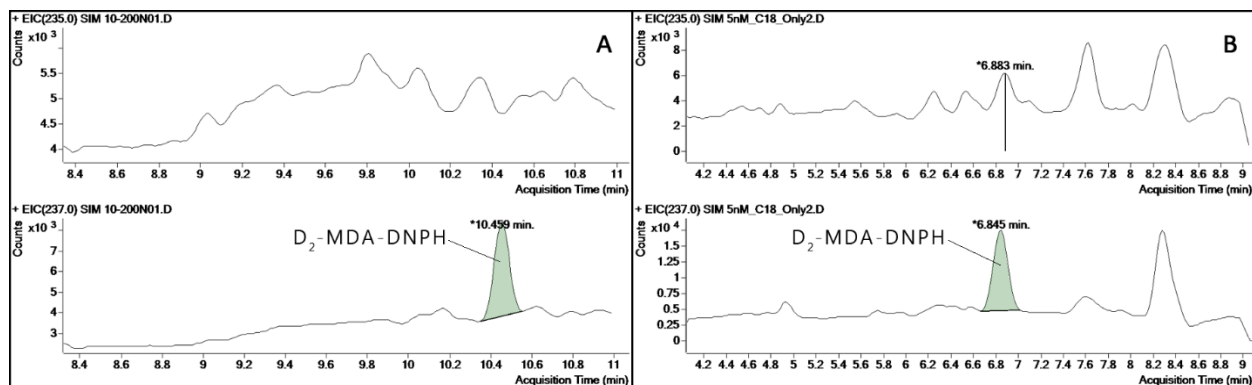 + EIC(235.0) SIM 10-200N01.D
A
Counts
x10 3
5.5
5
4.5
4
8.4 8.6 8.8 9 9.2 9.4 9.6 9.8 10 10.2 10.4 10.6 10.8 11
Acquisition Time (min)
+ EIC(237.0) SIM 10-200N01.D
Counts
x10 3
*10.459 min.
D2-MDA-DNPH
7
6
5
4
3
8.4 8.6 8.8 9 9.2 9.4 9.6 9.8 10 10.2 10.4 10.6 10.8 11
Acquisition Time (min)
+ EIC(235.0) SIM 5nM_C18_Only2.D
B
Counts
x10 3
*6.883 min.
8
6
4
2
0
4.2 4.4 4.6 4.8 5 5.2 5.4 5.6 5.8 6 6.2 6.4 6.6 6.8 7 7.2 7.4 7.6 7.8 8 8.2 8.4 8.6 8.8 9
Acquisition Time (min)
+ EIC(237.0) SIM 5nM_C18_Only2.D
Counts
x10 4
*6.845 min.
D2-MDA-DNPH
1.5
1.25
1
0.75
0.5
0.25
0
4.2 4.4 4.6 4.8 5 5.2 5.4 5.6 5.8 6 6.2 6.4 6.6 6.8 7 7.2 7.4 7.6 7.8 8 8.2 8.4 8.6 8.8 9
Acquisition Time (min)